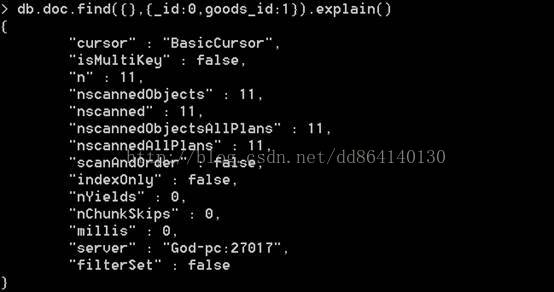 > db.doc.find({},{_id:0,goods_id:1}).explain()
{
"cursor" : "BasicCursor",
"isMultiKey" : false,
"n" : 11,
"nscannedObjects" : 11,
"nscanned" : 11,
"nscannedObjectsAllPlans" : 11,
"nscannedAllPlans" : 11,
http://blog.csdn.net/dd864140130
"scanAndOrder" : false,
"indexOnly" : false,
"nYields" : 0,
"nChunkSkips" : 0,
"millis" : 0,
"server" : "God-pc:27017",
"filterSet" : false
}